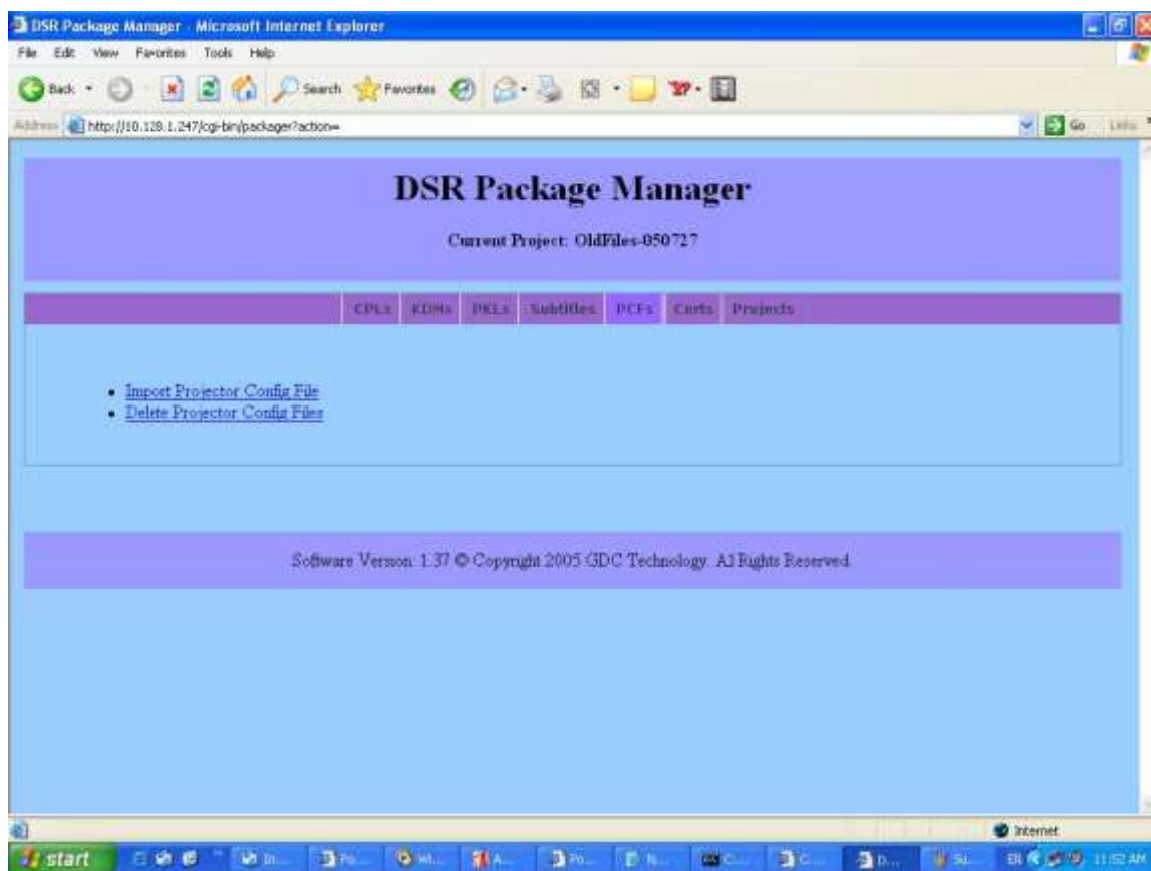 DSR Package Manager - Microsoft Internet Explorer
File Edit View Favorites Tools Help
Back Search Favorites
Address http://10.128.1.247/cgi-bin/packager?action= Go Links
DSR Package Manager
Current Project: OldFiles-050727
CPLs KDMs PKLs Subtitles PCFs Certs Projects
Import Projector Config File
Delete Projector Config Files
Software Version: 1.37 © Copyright 2005 GDC Technology. All Rights Reserved.
Internet
start EN 11:52 AM